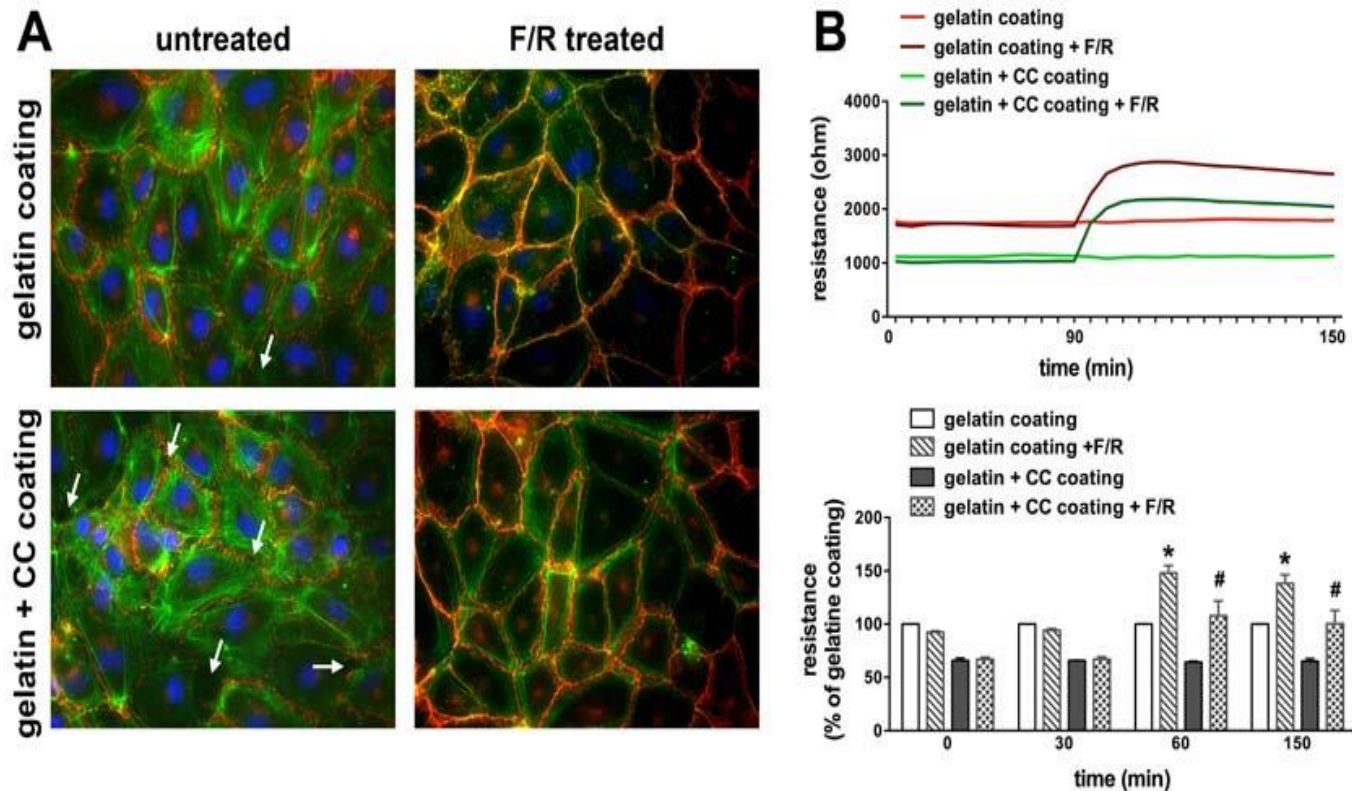 A
untreated
F/R treated
gelatin coating
gelatin + CC coating
B
gelatin coating
gelatin coating + F/R
gelatin + CC coating
gelatin + CC coating + F/R
4000
3000
2000
1000
0
resistance (ohm)
0
90
150
time (min)
gelatin coating
gelatin coating +F/R
gelatin + CC coating
gelatin + CC coating + F/R
200
150
100
50
0
resistance
(% of gelatine coating)
*
#
*
#
0
30
60
150
time (min)